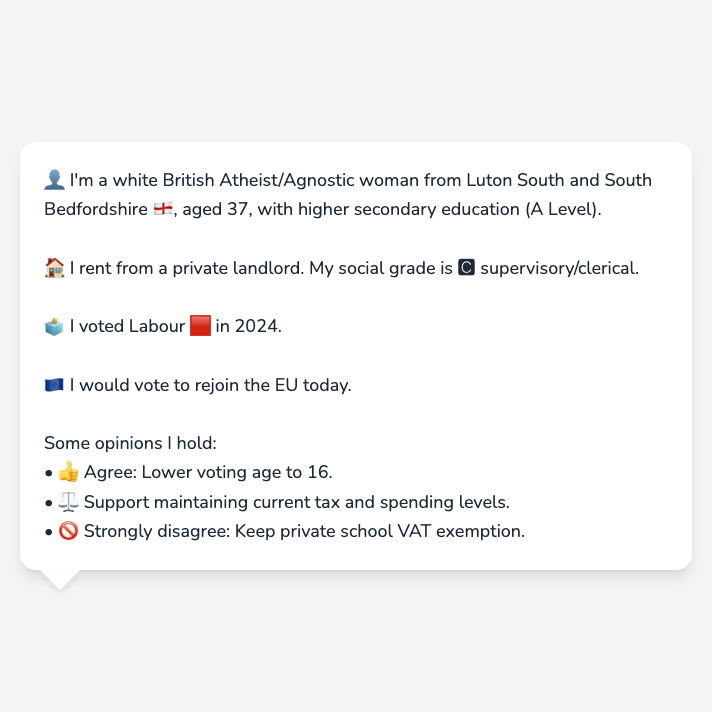 👤 I'm a white British Atheist/Agnostic woman from Luton South and South
Bedfordshire 🏴󠁧󠁢󠁥󠁮󠁧󠁿, aged 37, with higher secondary education (A Level).
🏠 I rent from a private landlord. My social grade is 🅲 supervisory/clerical.
🗳️ I voted Labour 🟥 in 2024.
🇪🇺 I would vote to rejoin the EU today.
Some opinions I hold:
• 👍 Agree: Lower voting age to 16.
• ⚖️ Support maintaining current tax and spending levels.
• 🚫 Strongly disagree: Keep private school VAT exemption.